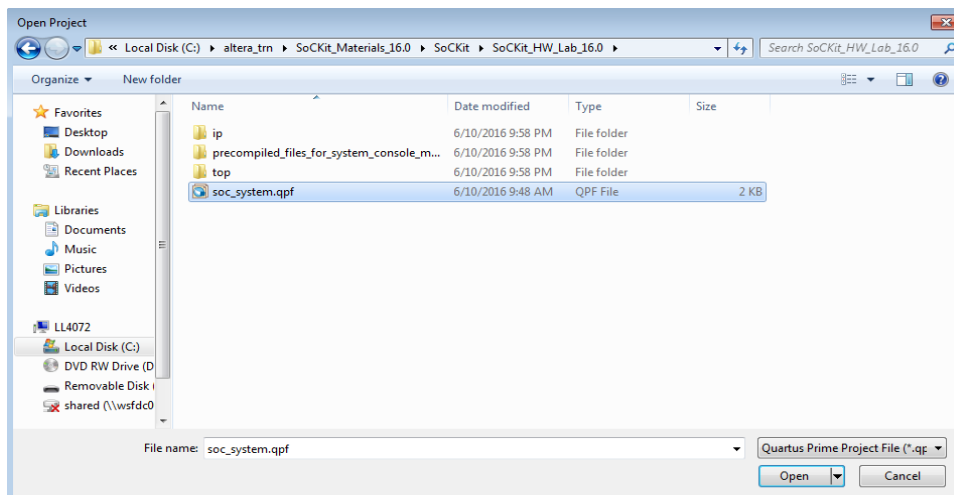 Open Project
« Local Disk (C:) ▸ altera_trn ▸ SoCKit_Materials_16.0 ▸ SoCKit ▸ SoCKit_HW_Lab_16.0 ▸
Search SoCKit_HW_Lab_16.0
Organize New folder
Name Date modified Type Size
Favorites
Desktop
Downloads
Recent Places
Libraries
Documents
Music
Pictures
Videos
LL4072
Local Disk (C:)
DVD RW Drive (D
Removable Disk (
shared (\\wsfdc0
ip 6/10/2016 9:58 PM File folder
precompiled_files_for_system_console_m... 6/10/2016 9:58 PM File folder
top 6/10/2016 9:58 PM File folder
soc_system.qpf 6/10/2016 9:48 AM QPF File 2 KB
File name: soc_system.qpf
Quartus Prime Project File (*.qp
Open Cancel